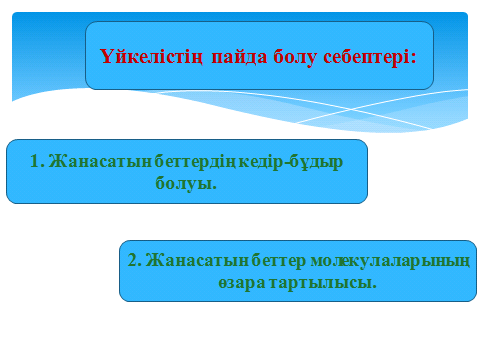 Үйкелістің пайда болу себептері:
1. Жанасатын беттердің кедір-бұдыр
болуы.
2. Жанасатын беттер молекулаларының
өзара тартылысы.